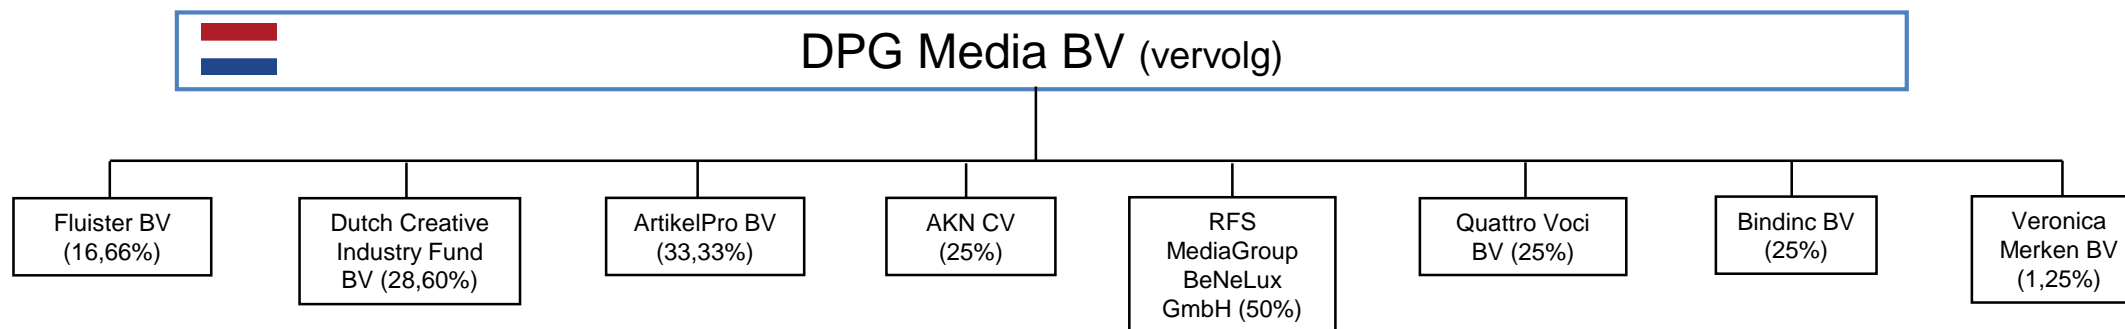 DPG Media BV (vervolg)
Fluister BV
(16,66%)
Dutch Creative
Industry Fund
BV (28,60%)
ArtikelPro BV
(33,33%)
AKN CV
(25%)
RFS
MediaGroup
BeNeLux
GmbH (50%)
Quattro Voci
BV (25%)
Bindinc BV
(25%)
Veronica
Merken BV
(1,25%)